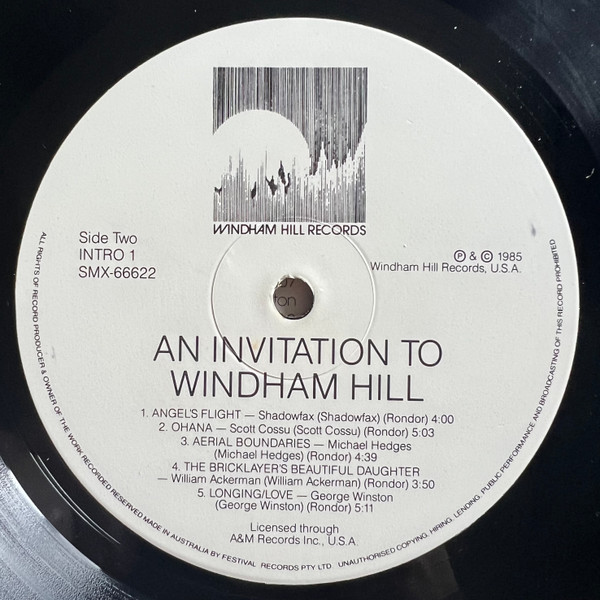 WINDHAM HILL RECORDS
Side Two
INTRO 1
SMX-66622
Ⓟ & © 1985
Windham Hill Records, U.S.A.
AN INVITATION TO
WINDHAM HILL
1. ANGEL'S FLIGHT — Shadowfax (Shadowfax) (Rondor) 4:00
2. OHANA — Scott Cossu (Scott Cossu) (Rondor) 5:03
3. AERIAL BOUNDARIES — Michael Hedges
(Michael Hedges) (Rondor) 4:39
4. THE BRICKLAYER'S BEAUTIFUL DAUGHTER
— William Ackerman (William Ackerman) (Rondor) 3:50
5. LONGING/LOVE — George Winston
(George Winston) (Rondor) 5:11
Licensed through
A&M Records Inc., U.S.A.
ALL RIGHTS OF RECORD PRODUCER & OWNER OF THE WORK RECORDED RESERVED MADE IN AUSTRALIA BY FESTIVAL RECORDS PTY LTD UNAUTHORISED COPYING, HIRING, LENDING, PUBLIC PERFORMANCE AND BROADCASTING OF THIS RECORD PROHIBITED